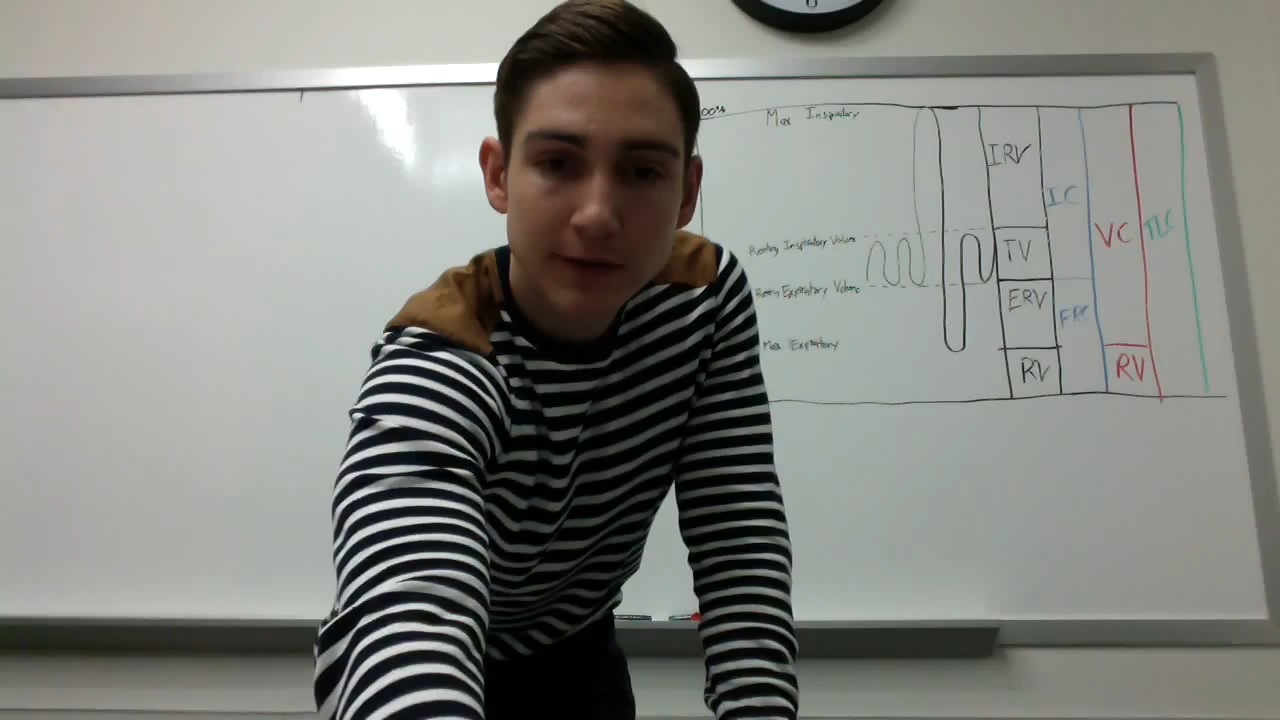 00%
Max Inspiratory
IRV
IC
VC
TLC
Resting Inspiratory Volume
TV
Resting Expiratory Volume
ERV
FRC
Max Expiratory
RV
RV